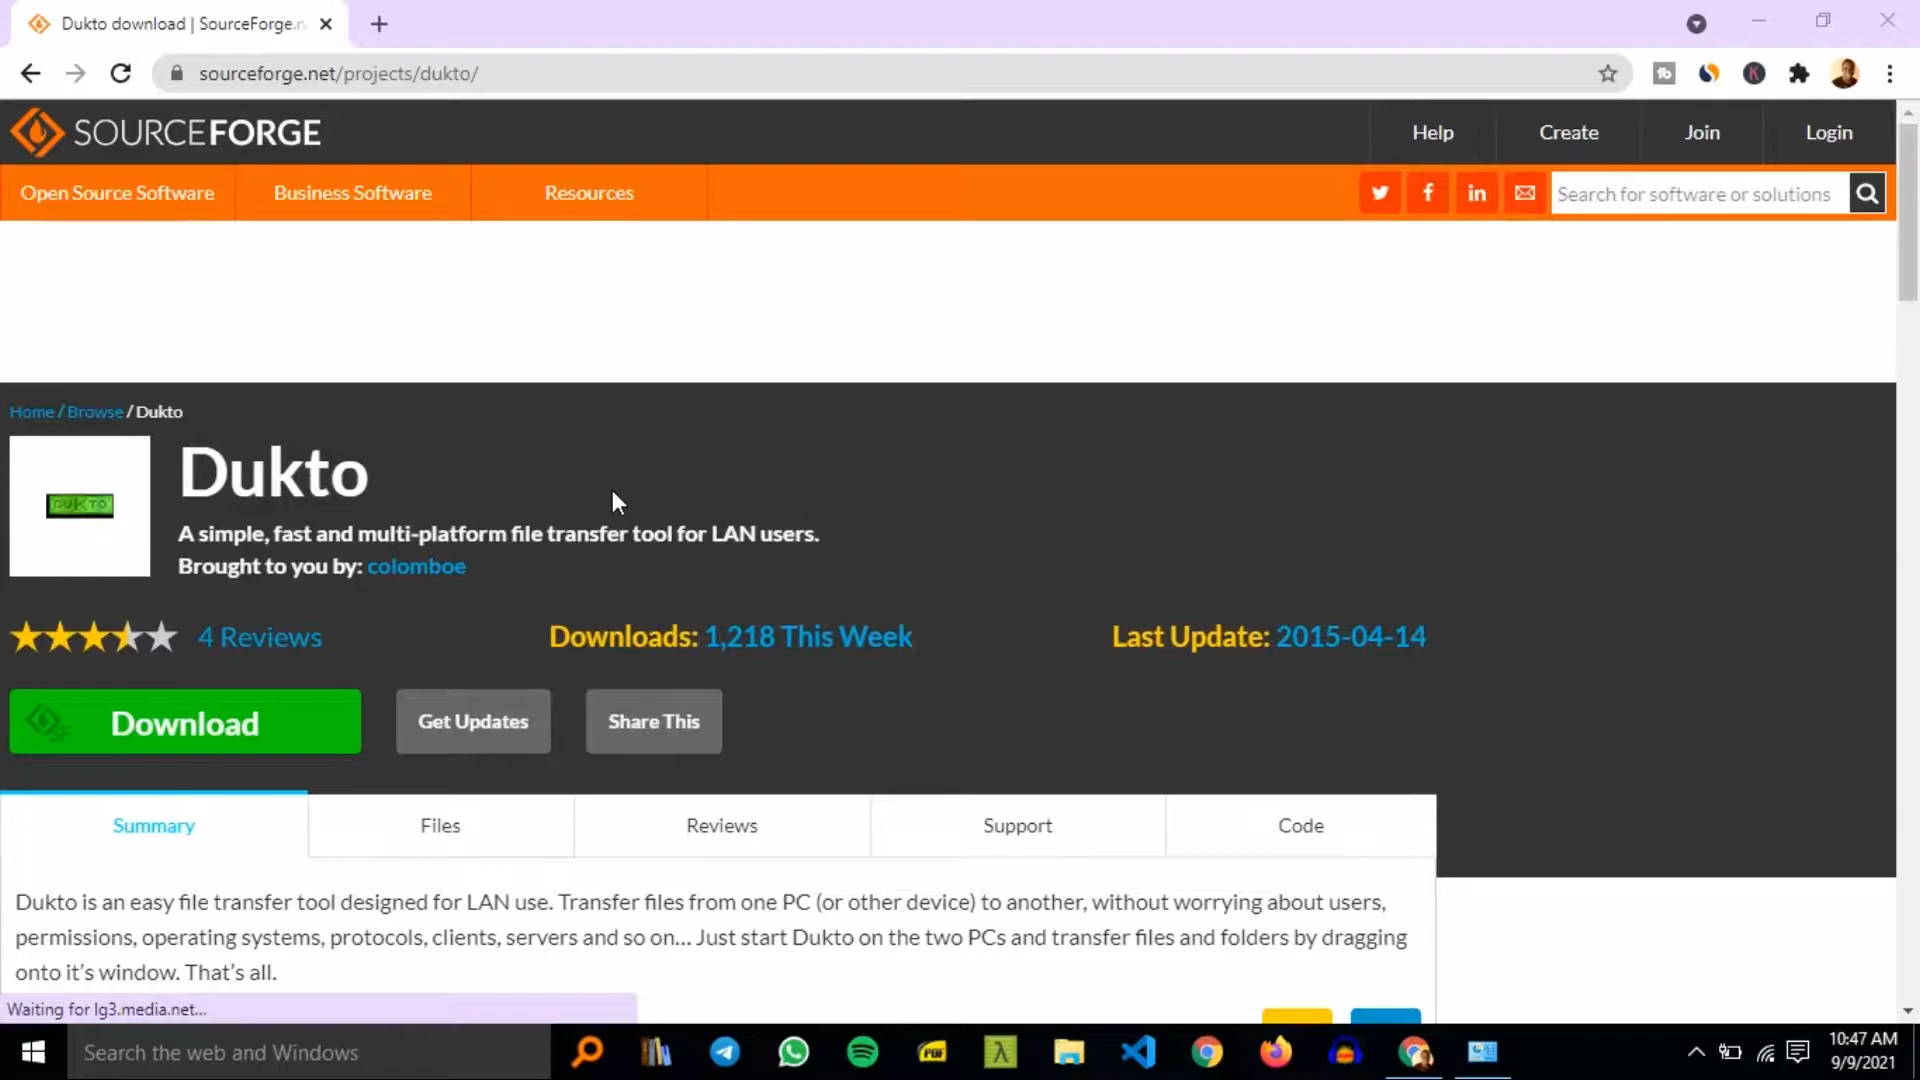 Dukto download | SourceForge.n
sourceforge.net/projects/dukto/
SOURCEFORGE
Help
Create
Join
Login
Open Source Software
Business Software
Resources
Search for software or solutions
Home / Browse / Dukto
DUKTO
Dukto
A simple, fast and multi-platform file transfer tool for LAN users.
Brought to you by: colomboe
4 Reviews
Downloads: 1,218 This Week
Last Update: 2015-04-14
Download
Get Updates
Share This
Summary
Files
Reviews
Support
Code
Dukto is an easy file transfer tool designed for LAN use. Transfer files from one PC (or other device) to another, without worrying about users,
permissions, operating systems, protocols, clients, servers and so on... Just start Dukto on the two PCs and transfer files and folders by dragging
onto it's window. That's all.
Waiting for lg3.media.net...
Search the web and Windows
PDF
10:47 AM
9/9/2021